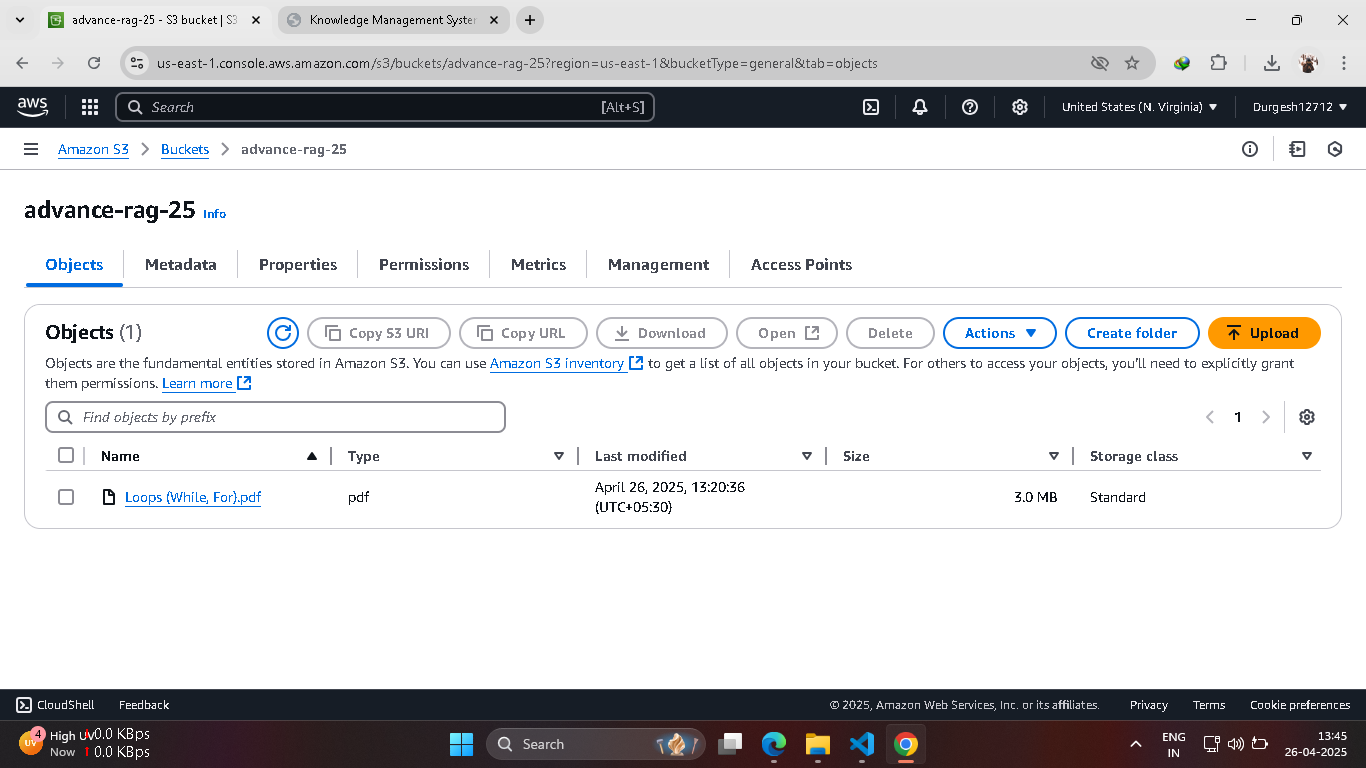 advance-rag-25 - S3 bucket | S3
Knowledge Management System
us-east-1.console.aws.amazon.com/s3/buckets/advance-rag-25?region=us-east-1&bucketType=general&tab=objects
aws
Search
[Alt+S]
United States (N. Virginia)
Durgesh12712
Amazon S3
Buckets
advance-rag-25
advance-rag-25 Info
Objects
Metadata
Properties
Permissions
Metrics
Management
Access Points
Objects (1)
Copy S3 URI
Copy URL
Download
Open
Delete
Actions
Create folder
Upload
Objects are the fundamental entities stored in Amazon S3. You can use Amazon S3 inventory to get a list of all objects in your bucket. For others to access your objects, you'll need to explicitly grant
them permissions. Learn more
Find objects by prefix
1
Name
Type
Last modified
Size
Storage class
Loops (While, For).pdf
pdf
April 26, 2025, 13:20:36
(UTC+05:30)
3.0 MB
Standard
CloudShell
Feedback
© 2025, Amazon Web Services, Inc. or its affiliates.
Privacy
Terms
Cookie preferences
UV
4
High UV
Now
0.0 KBps
0.0 KBps
Search
ENG
IN
13:45
26-04-2025